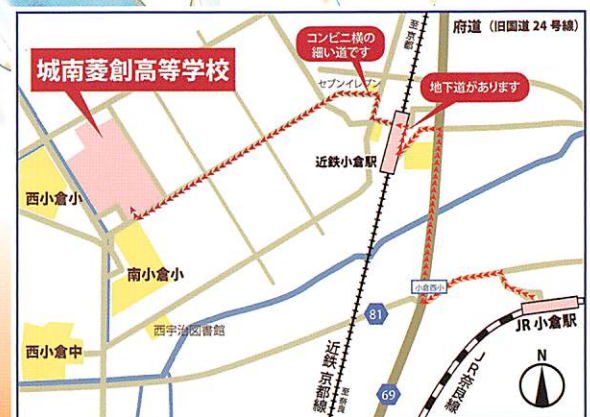 至京都
府道（旧国道24号線）
コンビニ横の
細い道です
城南菱創高等学校
セブンイレブン
地下道があります
近鉄小倉駅
西小倉小
南小倉小
小倉西小
81
JR小倉駅
西宇治図書館
西小倉中
近鉄京都線
至奈良
JR奈良線
69
N